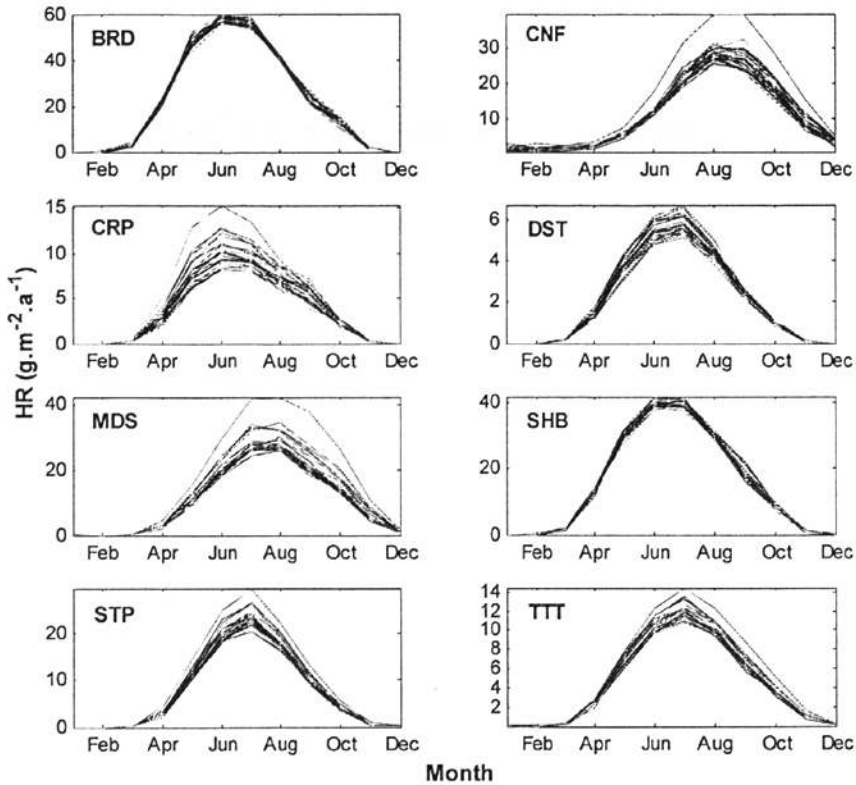 BRD
60
40
20
0
Feb Apr Jun Aug Oct Dec
CNF
30
20
10
Feb Apr Jun Aug Oct Dec
CRP
15
10
5
0
Feb Apr Jun Aug Oct Dec
DST
6
4
2
0
Feb Apr Jun Aug Oct Dec
MDS
40
20
0
Feb Apr Jun Aug Oct Dec
SHB
40
20
0
Feb Apr Jun Aug Oct Dec
STP
20
10
0
Feb Apr Jun Aug Oct Dec
TTT
14
12
10
8
6
4
2
Feb Apr Jun Aug Oct Dec
HR (g.m⁻².a⁻¹)
Month